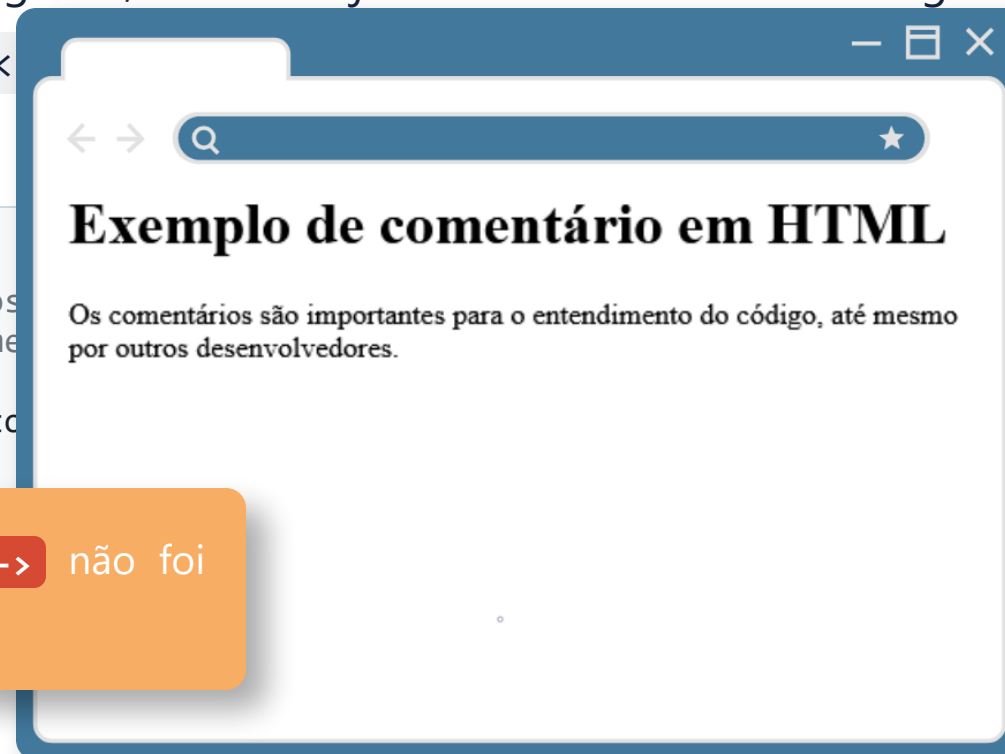 Exemplo de comentário em HTML
Os comentários são importantes para o entendimento do código, até mesmo
por outros desenvolvedores.
-> não foi